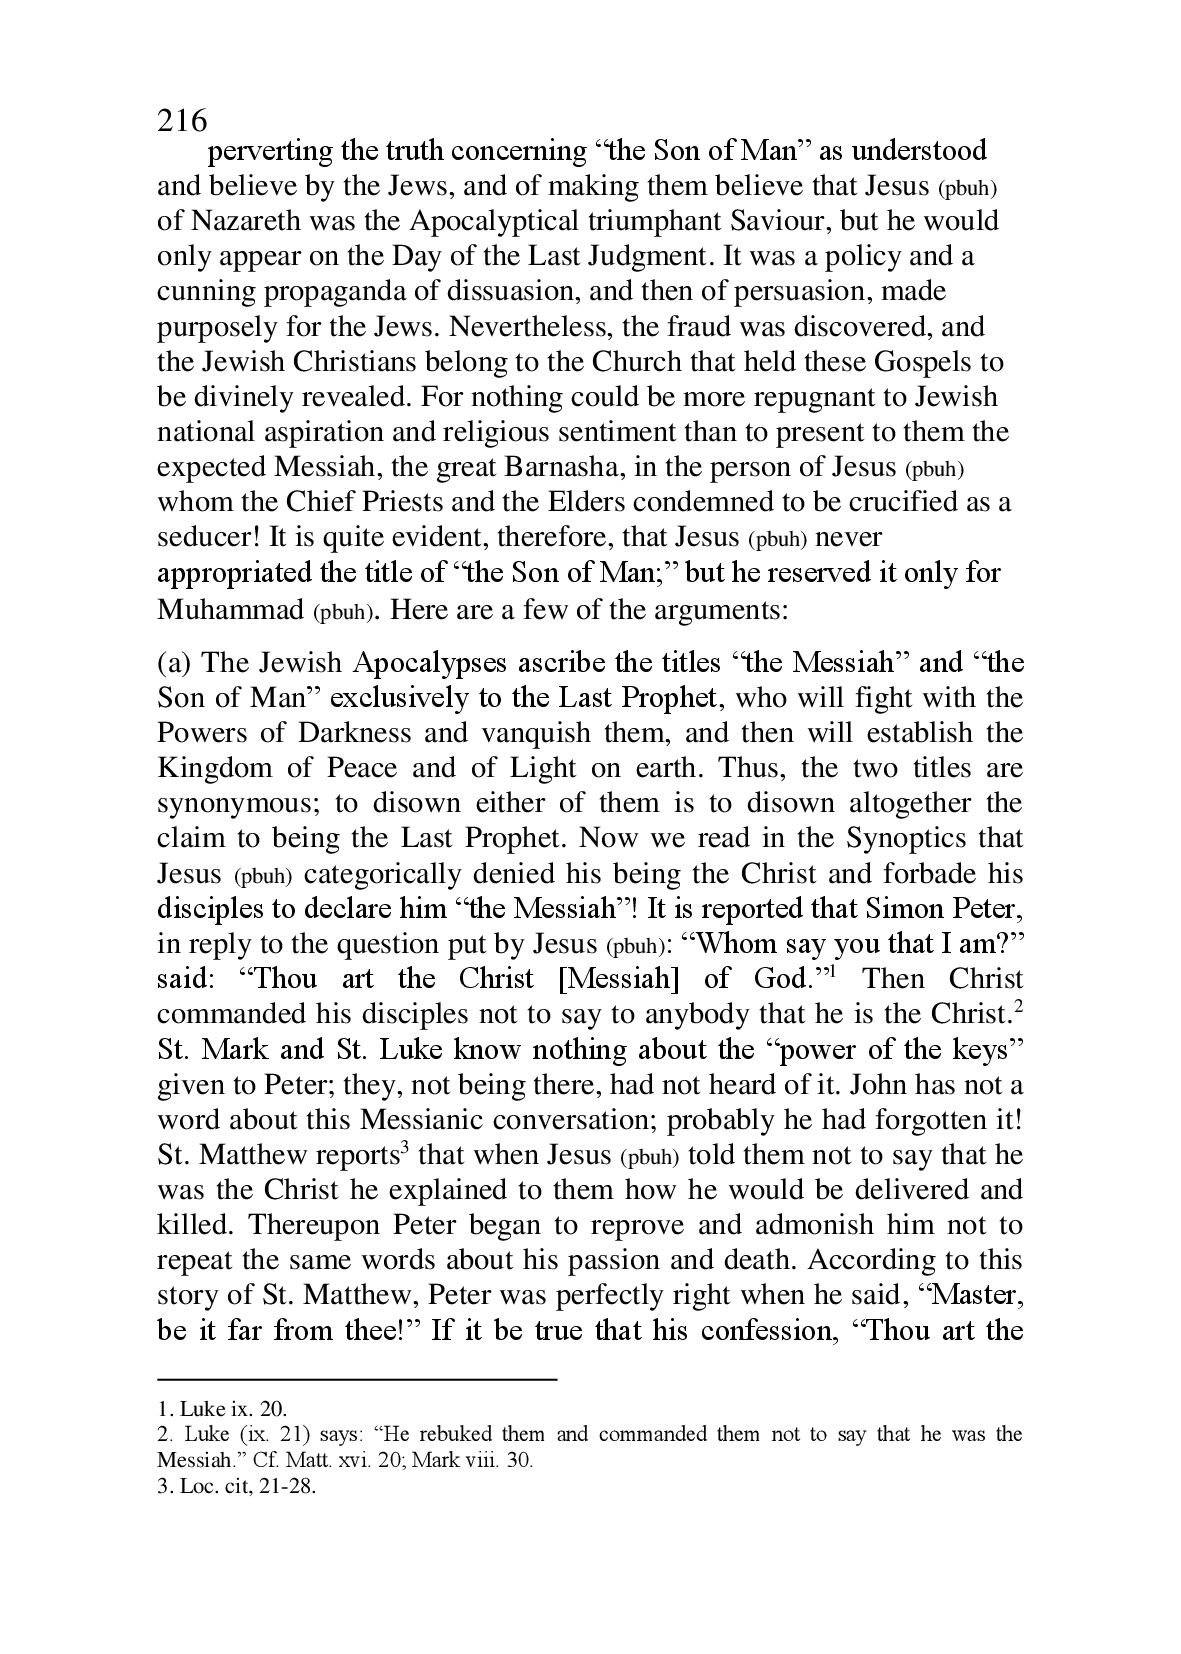 216
perverting the truth concerning “the Son of Man” as understood
and believe by the Jews, and of making them believe that Jesus (pbuh)
of Nazareth was the Apocalyptical triumphant Saviour, but he would
only appear on the Day of the Last Judgment. It was a policy and a
cunning propaganda of dissuasion, and then of persuasion, made
purposely for the Jews. Nevertheless, the fraud was discovered, and
the Jewish Christians belong to the Church that held these Gospels to
be divinely revealed. For nothing could be more repugnant to Jewish
national aspiration and religious sentiment than to present to them the
expected Messiah, the great Barnasha, in the person of Jesus (pbuh)
whom the Chief Priests and the Elders condemned to be crucified as a
seducer! It is quite evident, therefore, that Jesus (pbuh) never
appropriated the title of “the Son of Man;” but he reserved it only for
Muhammad (pbuh). Here are a few of the arguments:
(a) The Jewish Apocalypses ascribe the titles “the Messiah” and “the
Son of Man” exclusively to the Last Prophet, who will fight with the
Powers of Darkness and vanquish them, and then will establish the
Kingdom of Peace and of Light on earth. Thus, the two titles are
synonymous; to disown either of them is to disown altogether the
claim to being the Last Prophet. Now we read in the Synoptics that
Jesus (pbuh) categorically denied his being the Christ and forbade his
disciples to declare him “the Messiah”! It is reported that Simon Peter,
in reply to the question put by Jesus (pbuh): “Whom say you that I am?”
said: “Thou art the Christ [Messiah] of God.”1 Then Christ
commanded his disciples not to say to anybody that he is the Christ.2
St. Mark and St. Luke know nothing about the “power of the keys”
given to Peter; they, not being there, had not heard of it. John has not a
word about this Messianic conversation; probably he had forgotten it!
St. Matthew reports3 that when Jesus (pbuh) told them not to say that he
was the Christ he explained to them how he would be delivered and
killed. Thereupon Peter began to reprove and admonish him not to
repeat the same words about his passion and death. According to this
story of St. Matthew, Peter was perfectly right when he said, “Master,
be it far from thee!” If it be true that his confession, “Thou art the
1. Luke ix. 20.
2. Luke (ix. 21) says: “He rebuked them and commanded them not to say that he was the
Messiah.” Cf. Matt. xvi. 20; Mark viii. 30.
3. Loc. cit, 21-28.